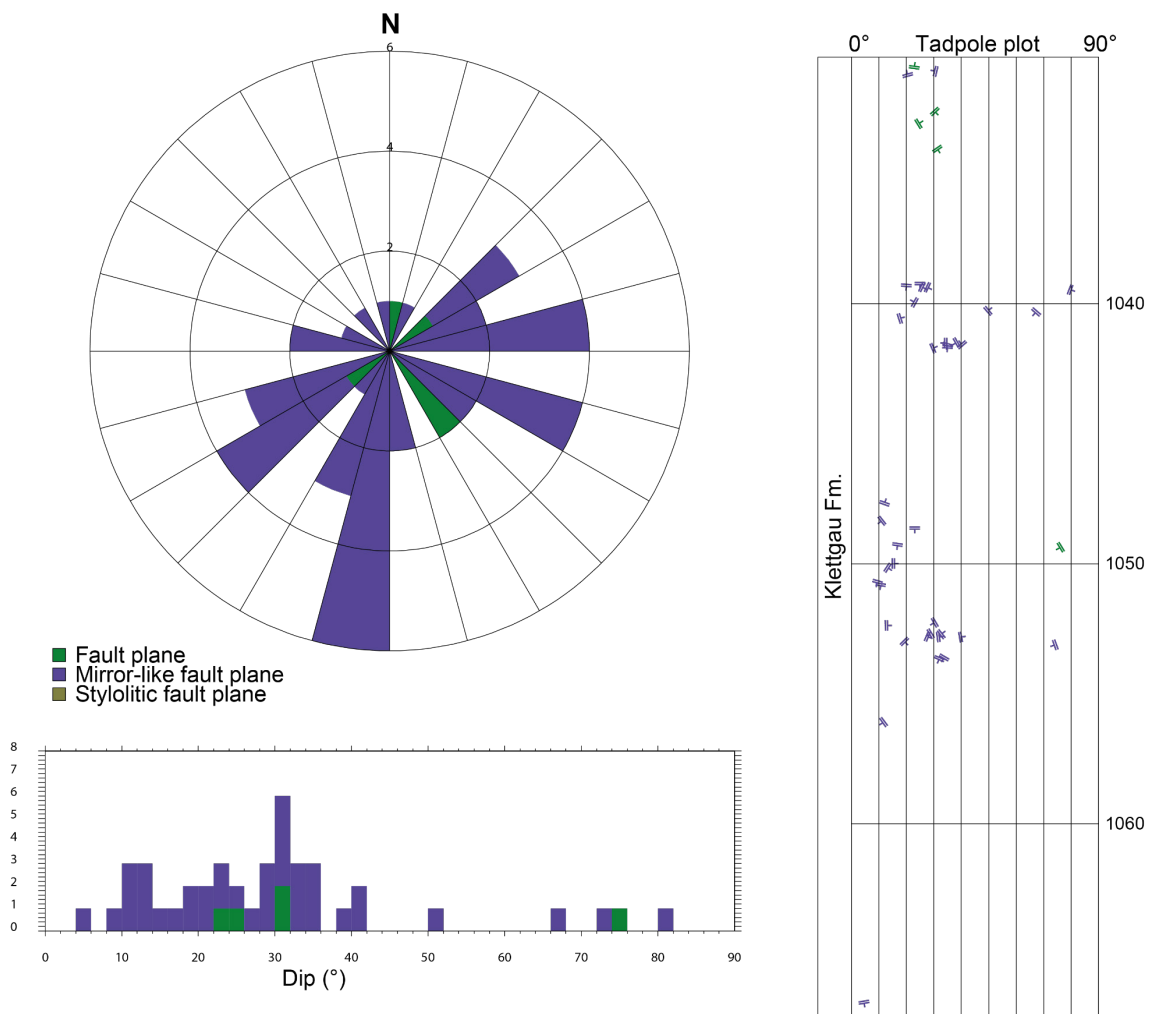 N
6
4
2
Fault plane
Mirror-like fault plane
Stylolitic fault plane
8
7
6
5
4
3
2
1
0
0 10 20 30 40 50 60 70 80 90
Dip (°)
0° Tadpole plot 90°
Klettgau Fm.
1040
1050
1060